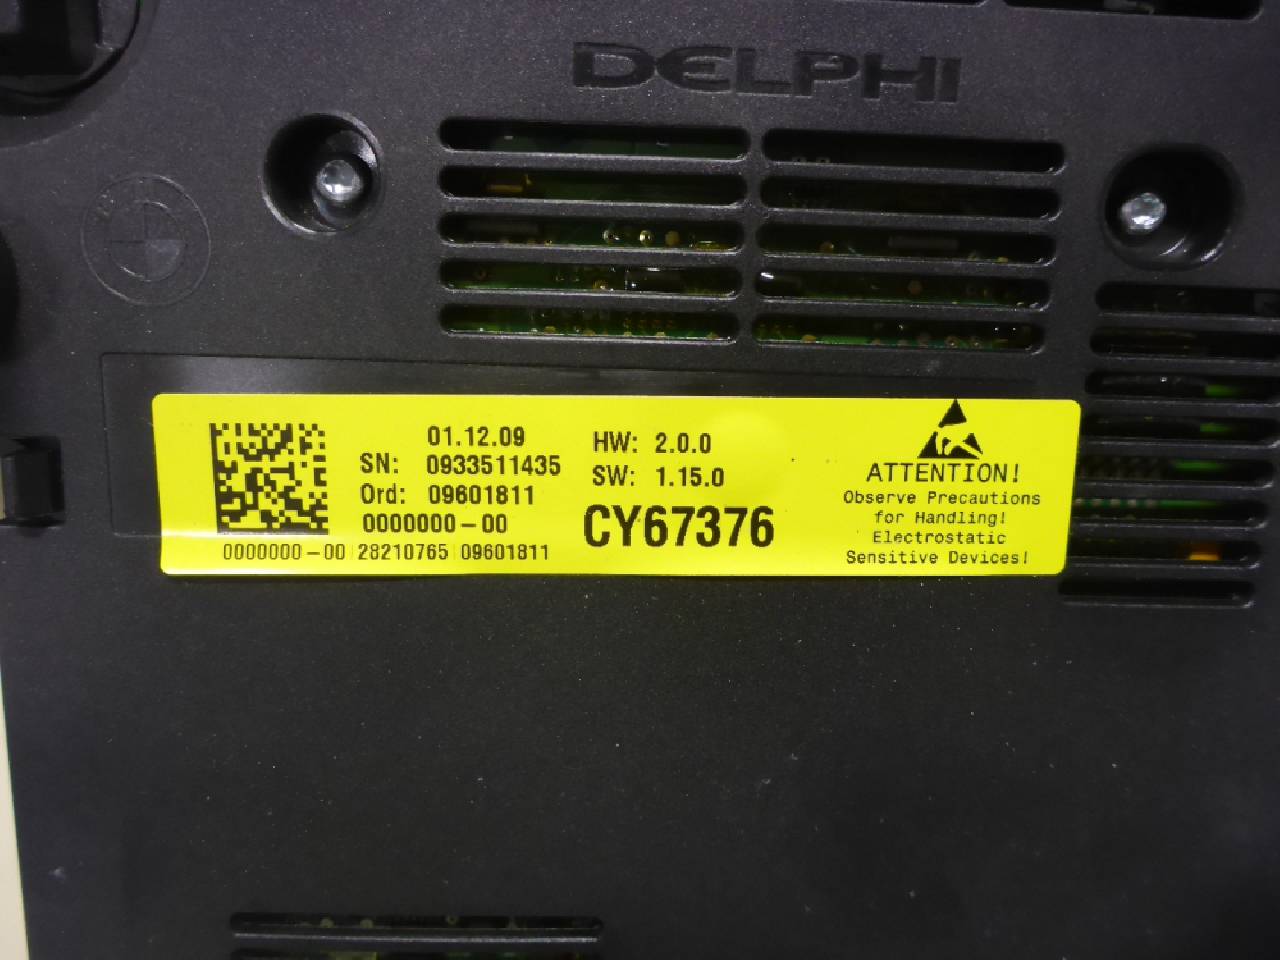 DELPHI
01.12.09
SN: 0933511435
Ord: 09601811
0000000-00
0000000-00 28210765 09601811
HW: 2.0.0
SW: 1.15.0
CY67376
ATTENTION!
Observe Precautions
for Handling!
Electrostatic
Sensitive Devices!